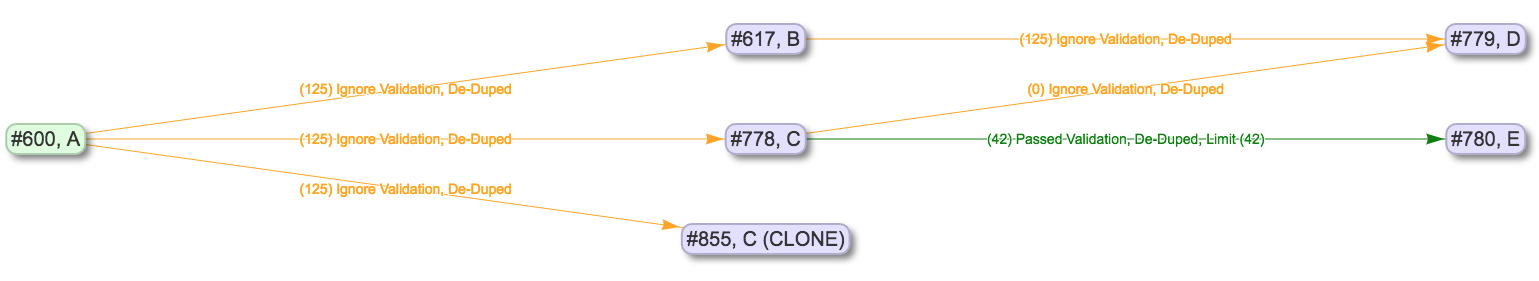 #617, B
(125) Ignore Validation, De-Duped
#779, D
(125) Ignore Validation, De-Duped
(0) Ignore Validation, De-Duped
#600, A
(125) Ignore Validation, De-Duped
#778, C
(42) Passed Validation, De-Duped, Limit (42)
#780, E
(125) Ignore Validation, De-Duped
#855, C (CLONE)